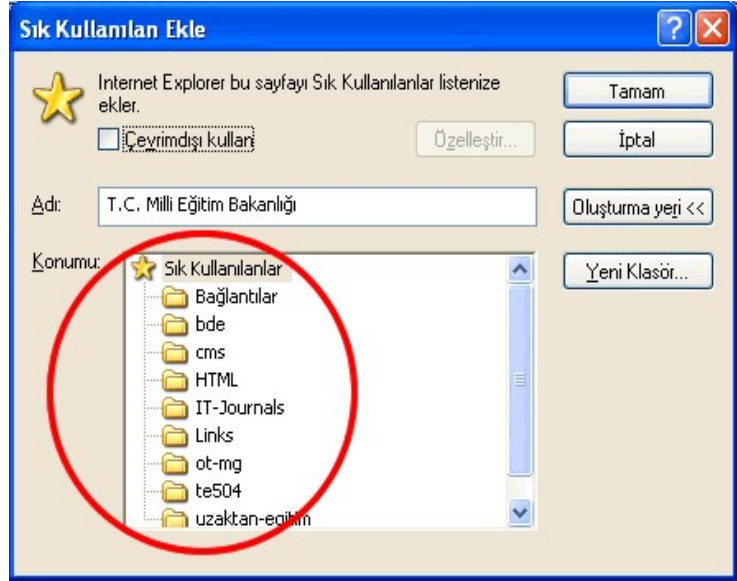 Sık Kullanılan Ekle
Internet Explorer bu sayfayı Sık Kullanılanlar listenize
ekler.
Tamam
Çevrimdışı kullan
Özelleştir...
İptal
Adı:
T.C. Milli Eğitim Bakanlığı
Oluşturma yeri <<
Konumu:
Sık Kullanılanlar
Yeni Klasör...
Bağlantılar
bde
cms
HTML
IT-Journals
Links
ot-mg
te504
uzaktan-egitim